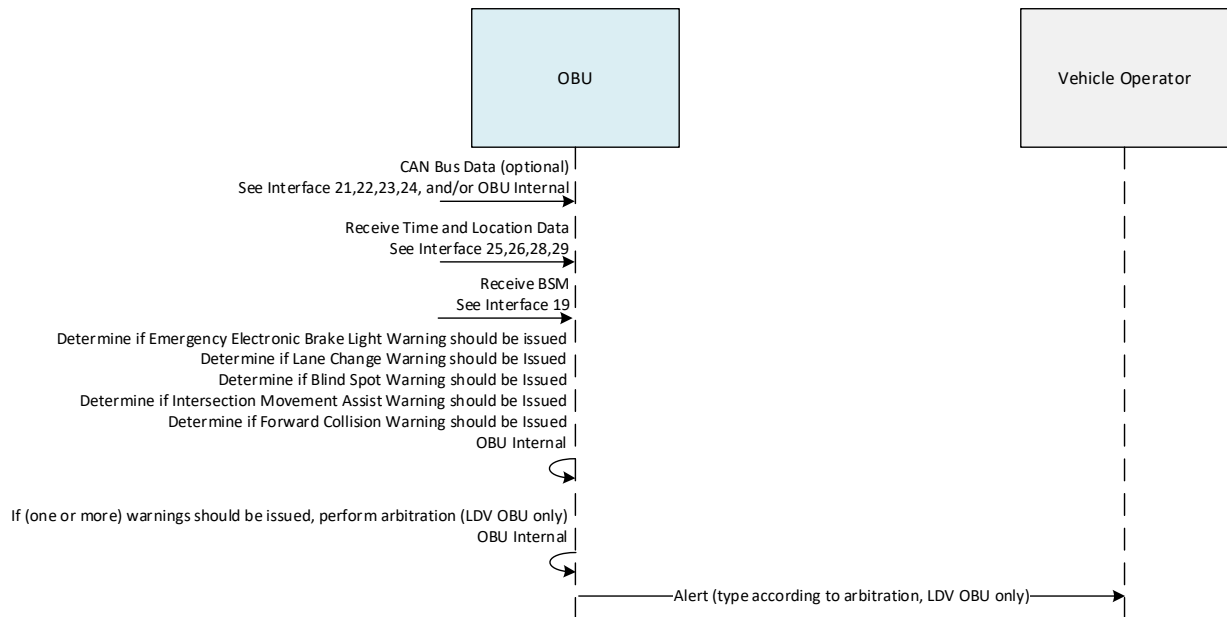 OBU
Vehicle Operator
CAN Bus Data (optional)
See Interface 21,22,23,24, and/or OBU Internal
Receive Time and Location Data
See Interface 25,26,28,29
Receive BSM
See Interface 19
Determine if Emergency Electronic Brake Light Warning should be issued
Determine if Lane Change Warning should be Issued
Determine if Blind Spot Warning should be Issued
Determine if Intersection Movement Assist Warning should be Issued
Determine if Forward Collision Warning should be Issued
OBU Internal
If (one or more) warnings should be issued, perform arbitration (LDV OBU only)
OBU Internal
Alert (type according to arbitration, LDV OBU only)